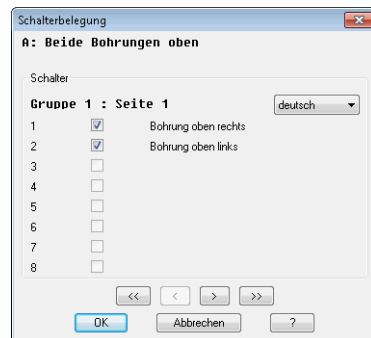 Schalterbelegung
A: Beide Bohrungen oben
Schalter
Gruppe 1 : Seite 1
deutsch
1 Bohrung oben rechts
2 Bohrung oben links
3
4
5
6
7
8
<< < > >>
OK Abbrechen ?